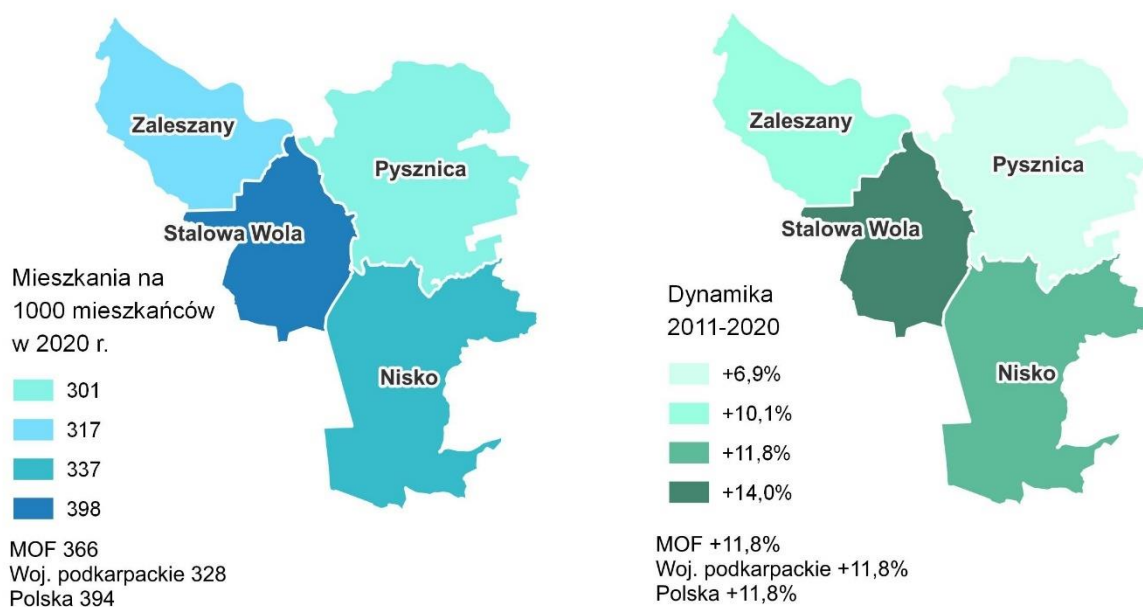 Zaleszany
Pysznica
Stalowa Wola
Nisko
Mieszkania na
1000 mieszkańców
w 2020 r.
301
317
337
398
MOF 366
Woj. podkarpackie 328
Polska 394
Zaleszany
Pysznica
Stalowa Wola
Nisko
Dynamika
2011-2020
+6,9%
+10,1%
+11,8%
+14,0%
MOF +11,8%
Woj. podkarpackie +11,8%
Polska +11,8%